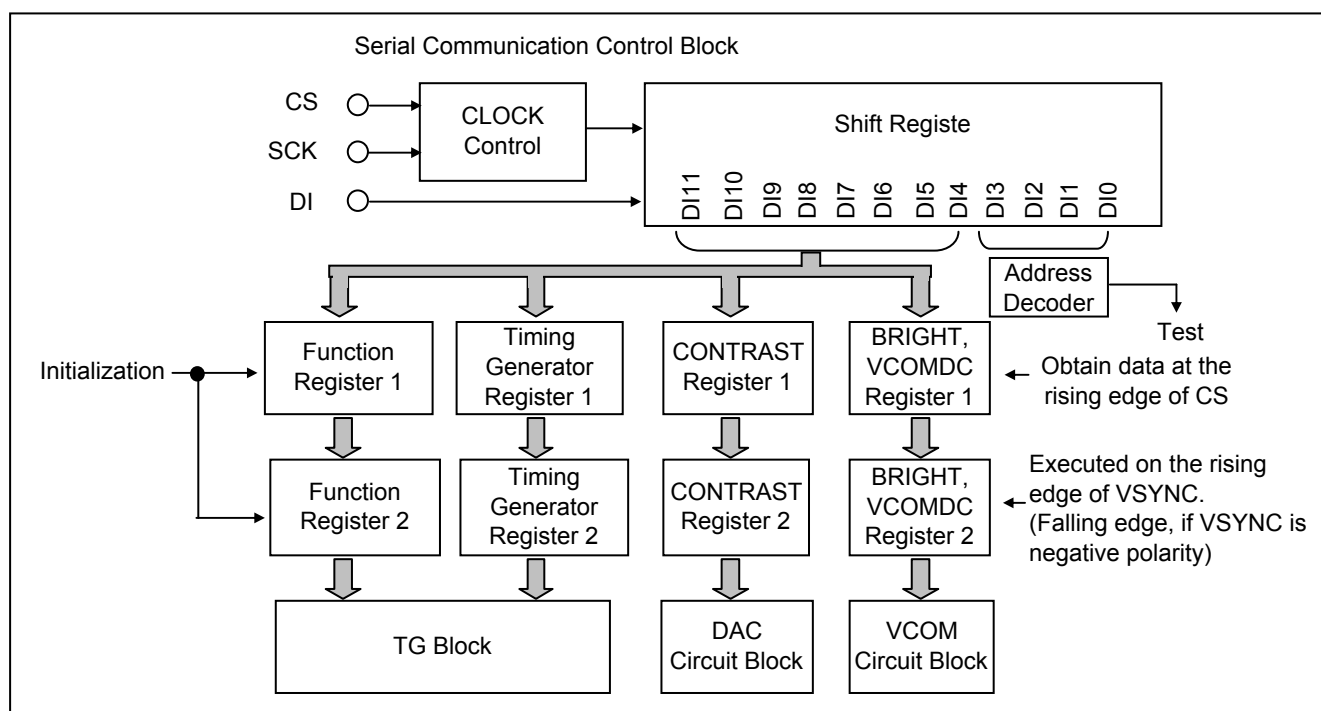 Serial Communication Control Block
CS
SCK
DI
CLOCK
Control
Shift Registe
DI11
DI10
DI9
DI8
DI7
DI6
DI5
DI4
DI3
DI2
DI1
DI0
Address
Decoder
Test
Initialization
Function
Register 1
Timing
Generator
Register 1
CONTRAST
Register 1
BRIGHT,
VCOMDC
Register 1
Obtain data at the
rising edge of CS
Function
Register 2
Timing
Generator
Register 2
CONTRAST
Register 2
BRIGHT,
VCOMDC
Register 2
Executed on the rising
edge of VSYNC.
(Falling edge, if VSYNC is
negative polarity)
TG Block
DAC
Circuit Block
VCOM
Circuit Block